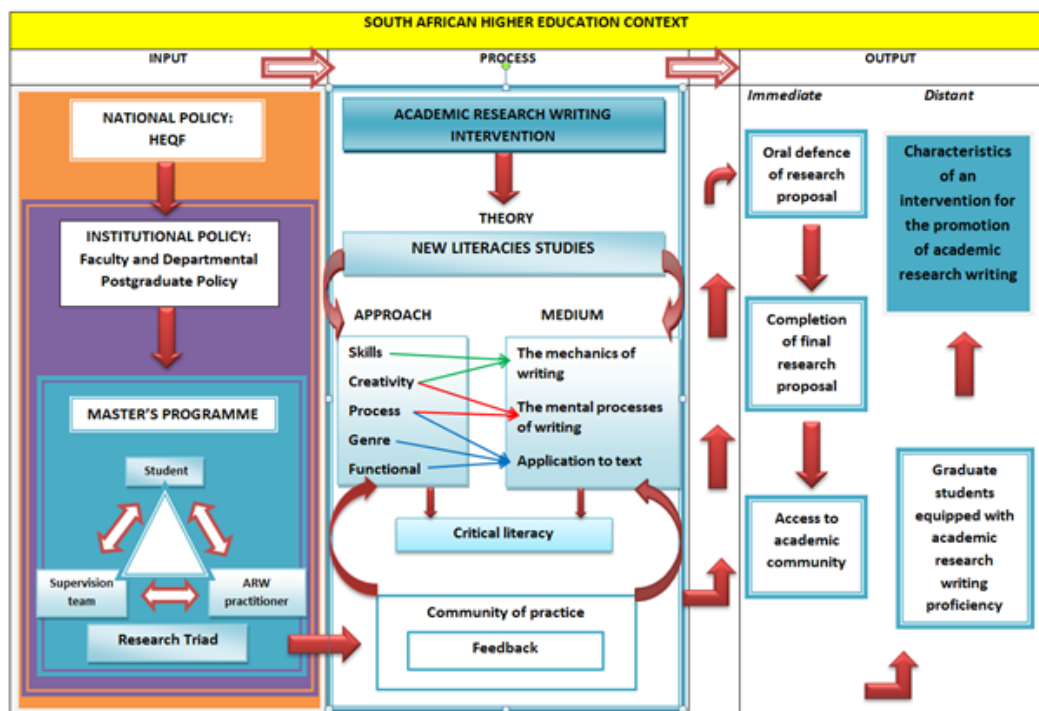 SOUTH AFRICAN HIGHER EDUCATION CONTEXT
INPUT
PROCESS
OUTPUT
NATIONAL POLICY:
HEQF
INSTITUTIONAL POLICY:
Faculty and Departmental
Postgraduate Policy
MASTER'S PROGRAMME
Student
Supervision
team
ARW
practitioner
Research Triad
ACADEMIC RESEARCH WRITING
INTERVENTION
THEORY
NEW LITERACIES STUDIES
APPROACH
Skills
Creativity
Process
Genre
Functional
MEDIUM
The mechanics of
writing
The mental processes
of writing
Application to text
Critical literacy
Community of practice
Feedback
Immediate
Oral defence
of research
proposal
Completion
of final
research
proposal
Access to
academic
community
Distant
Characteristics
of an
intervention for
the promotion
of academic
research writing
Graduate
students
equipped with
academic
research
writing
proficiency